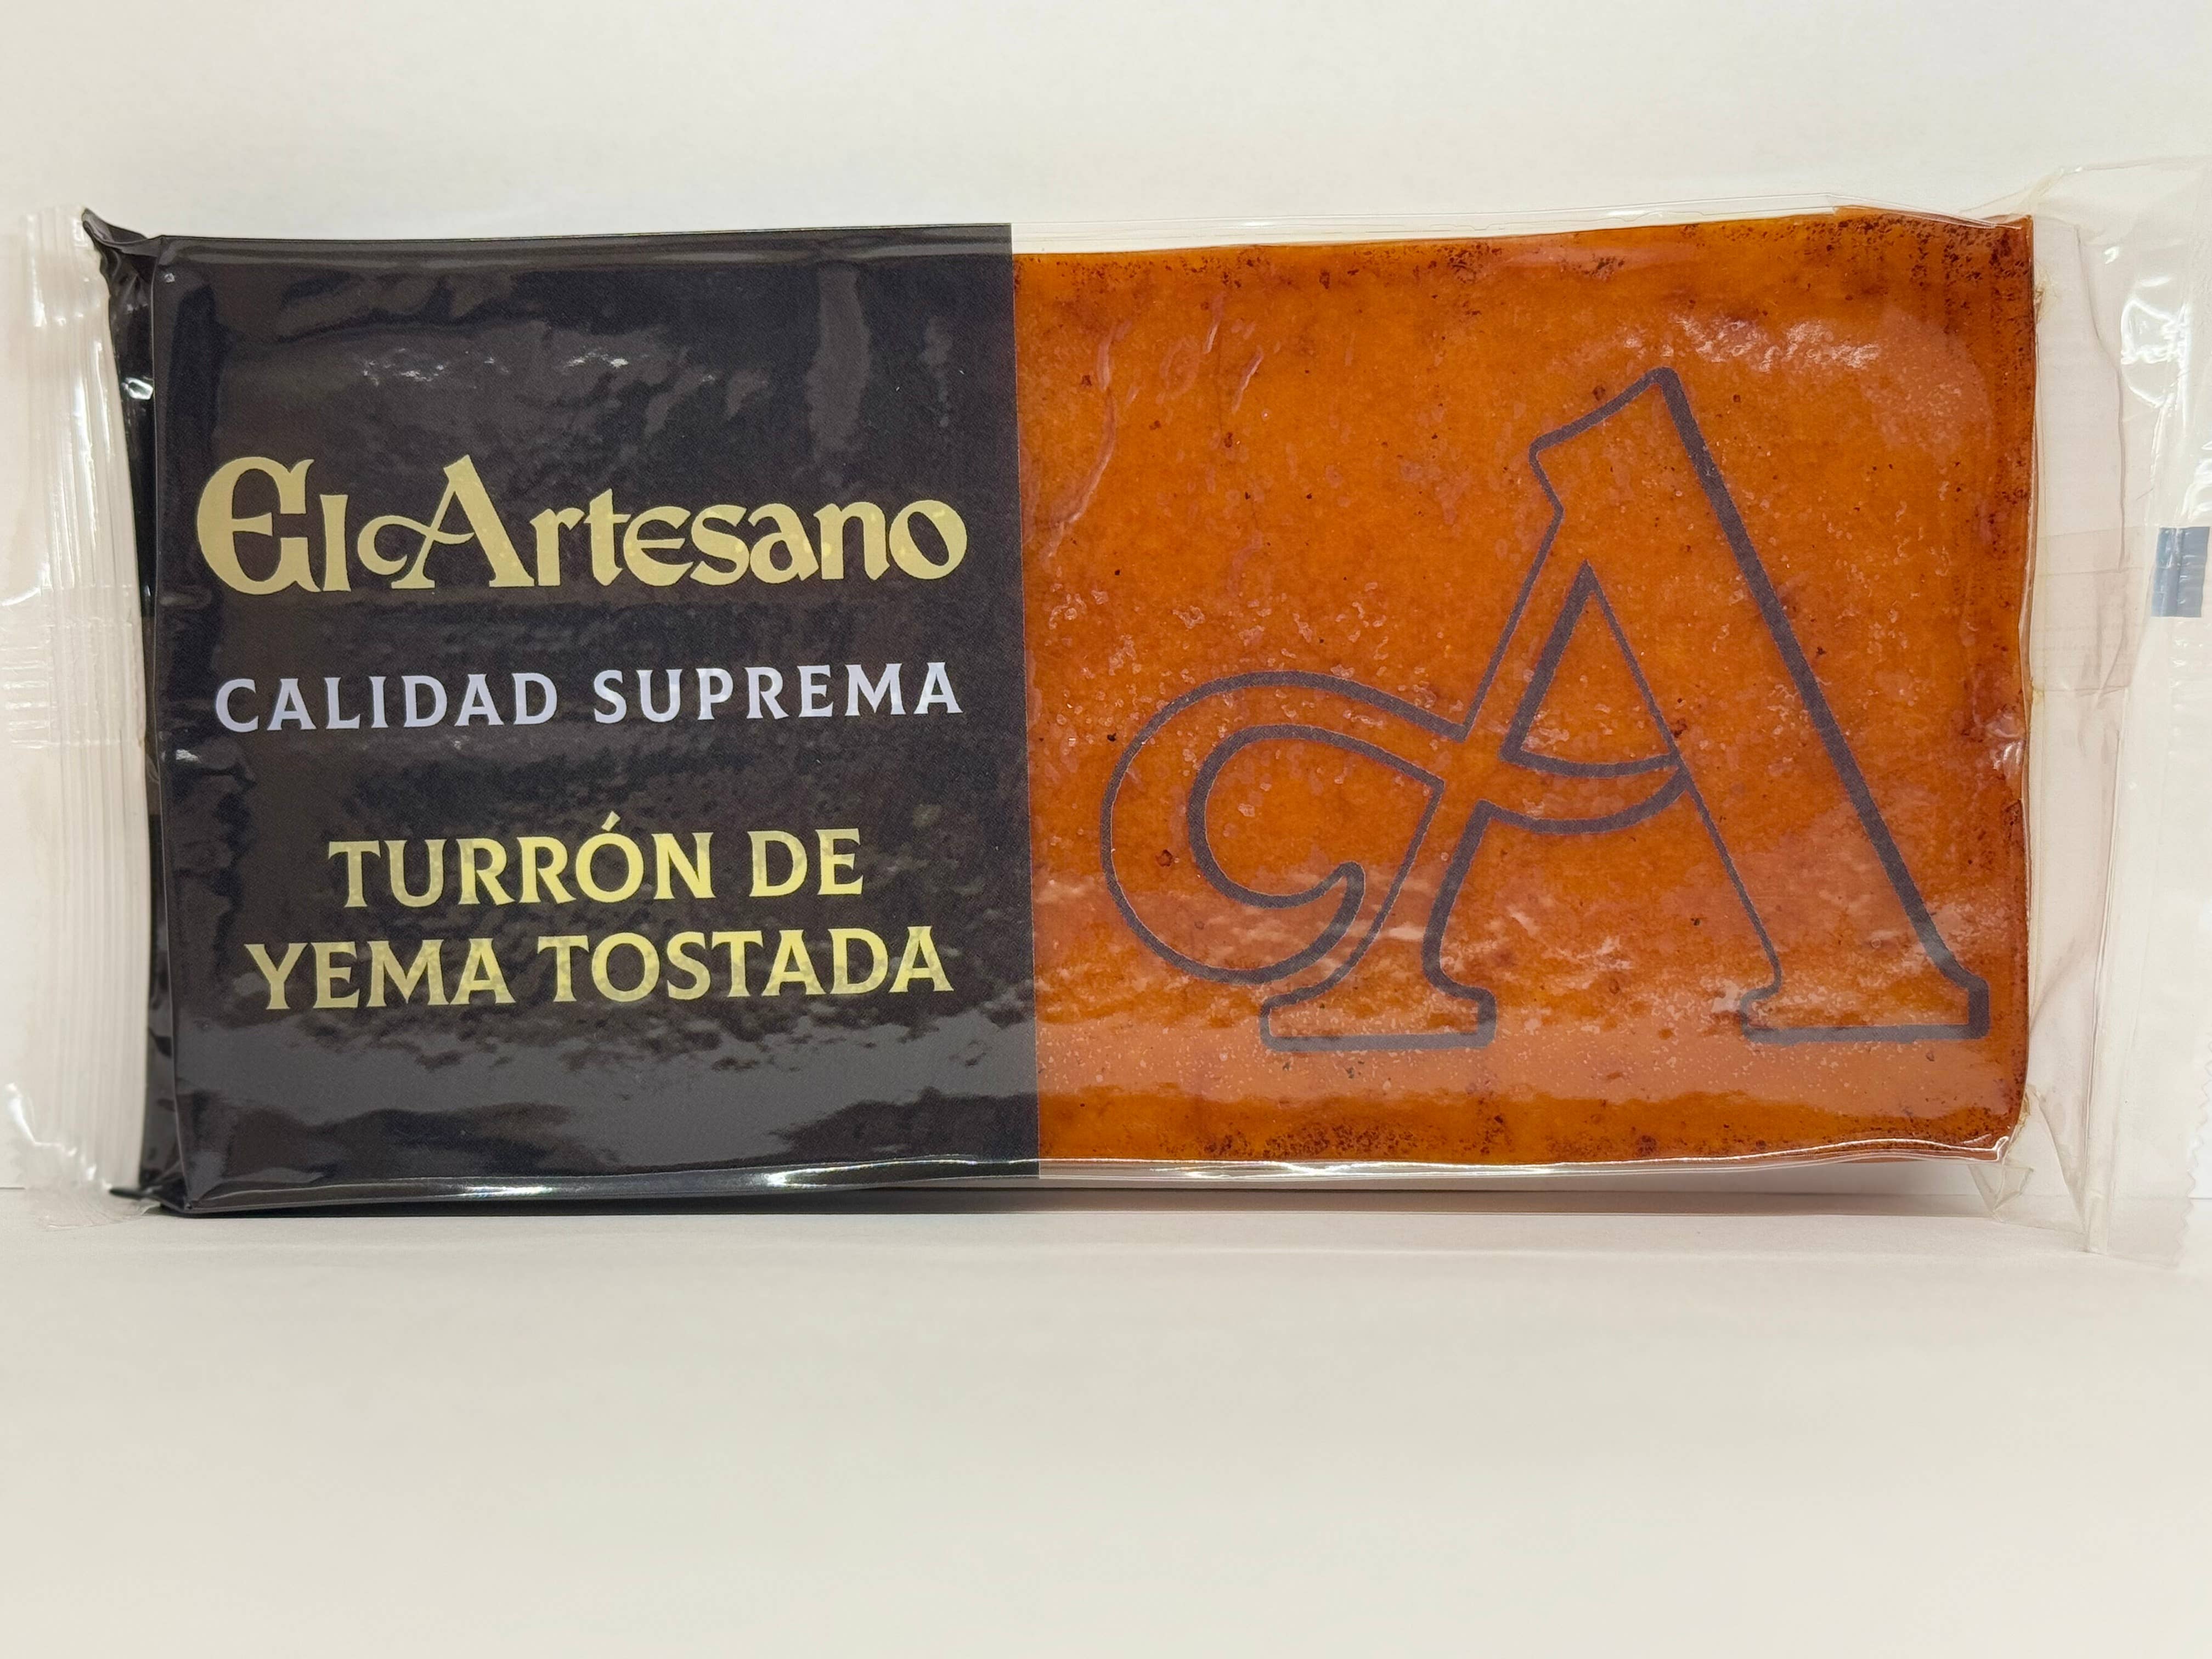 El Artesano
CALIDAD SUPREMA
TURRÓN DE
YEMA TOSTADA
A